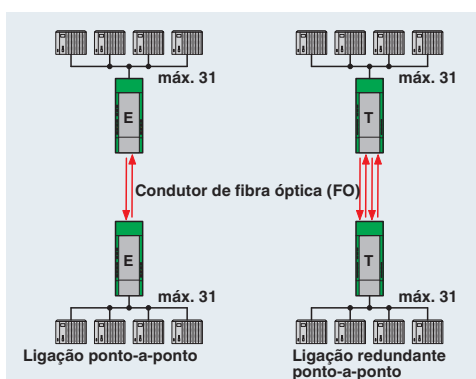 máx. 31
máx. 31
E
T
Condutor de fibra óptica (FO)
E
T
máx. 31
máx. 31
Ligação ponto-a-ponto
Ligação redundante
ponto-a-ponto